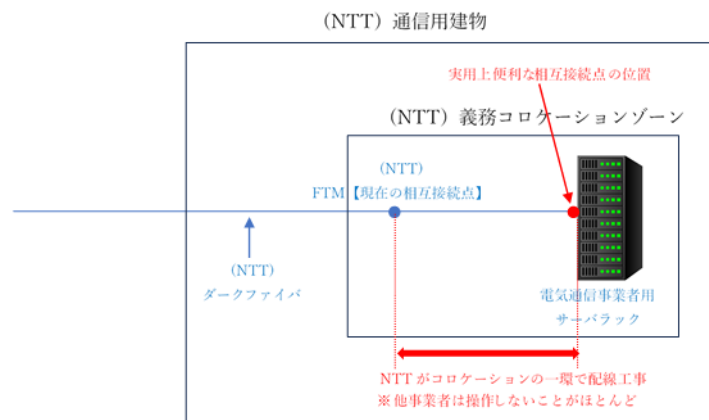 (NTT) 通信用建物
実用上便利な相互接続点の位置
(NTT) 義務コロケーションゾーン
(NTT)
FTM【現在の相互接続点】
(NTT)
ダークファイバ
電気通信事業者用
サーバラック
NTTがコロケーションの一環で配線工事
※他事業者は操作しないことがほとんど